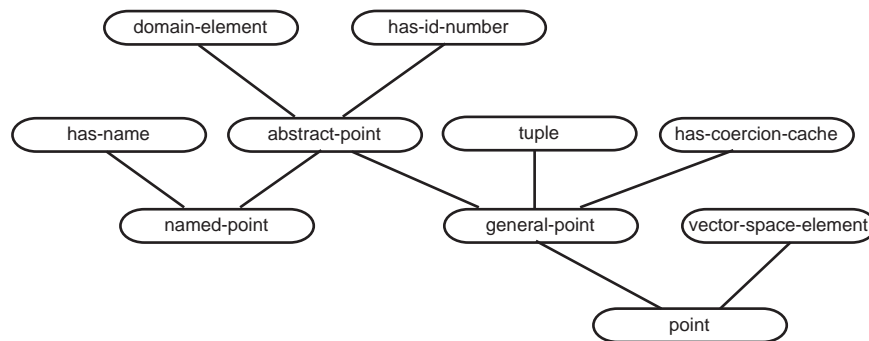 domain-element
has-id-number
has-name
abstract-point
tuple
has-coercion-cache
named-point
general-point
vector-space-element
point